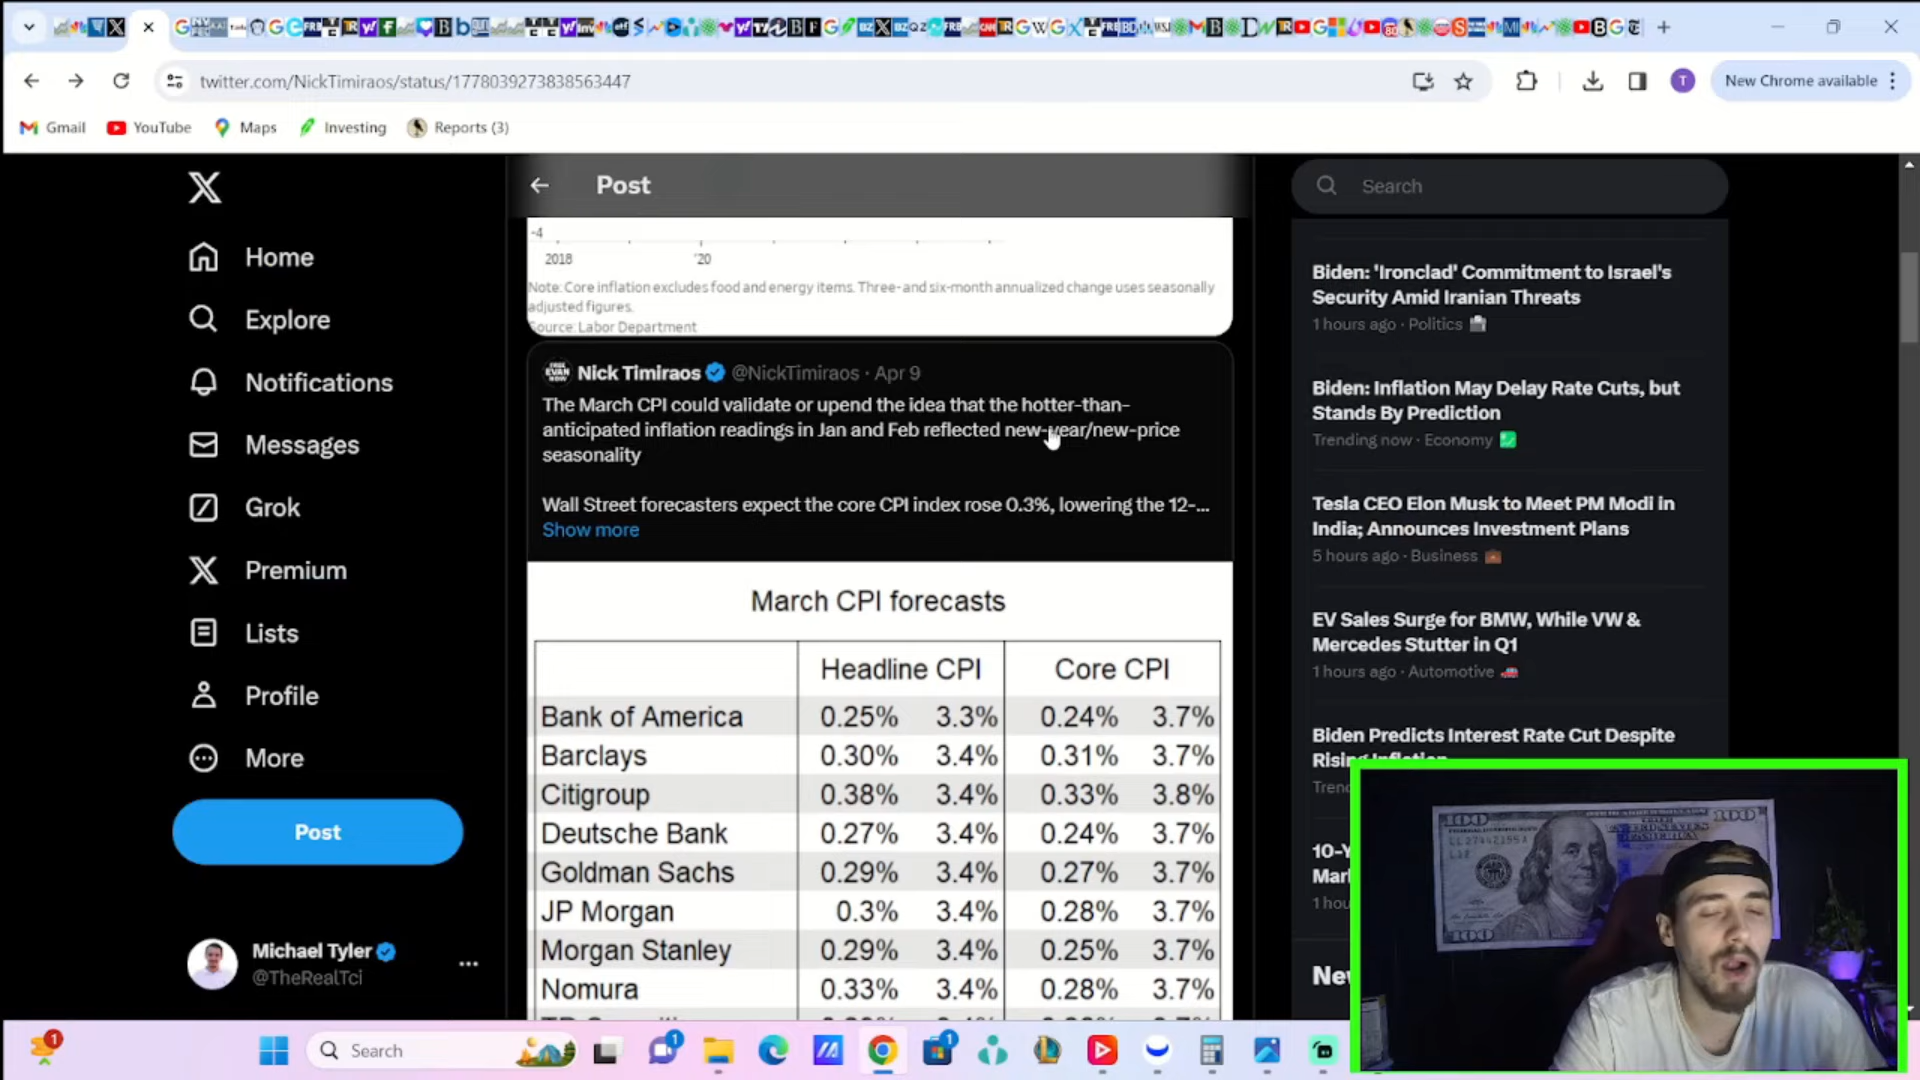 twitter.com/NickTimiraos/status/1778039273838563447
New Chrome available
Gmail
YouTube
Maps
Investing
Reports (3)
Post
Search
Home
Explore
Notifications
Messages
Grok
Premium
Lists
Profile
More
Post
Michael Tyler
@TheRealTci
-4
2018
'20
Note: Core inflation excludes food and energy items. Three- and six-month annualized change uses seasonally
adjusted figures.
Source: Labor Department
Nick Timiraos @NickTimiraos · Apr 9
The March CPI could validate or upend the idea that the hotter-than-
anticipated inflation readings in Jan and Feb reflected new-year/new-price
seasonality
Wall Street forecasters expect the core CPI index rose 0.3%, lowering the 12-...
Show more
March CPI forecasts
Headline CPI Core CPI
Bank of America 0.25% 3.3% 0.24% 3.7%
Barclays 0.30% 3.4% 0.31% 3.7%
Citigroup 0.38% 3.4% 0.33% 3.8%
Deutsche Bank 0.27% 3.4% 0.24% 3.7%
Goldman Sachs 0.29% 3.4% 0.27% 3.7%
JP Morgan 0.3% 3.4% 0.28% 3.7%
Morgan Stanley 0.29% 3.4% 0.25% 3.7%
Nomura 0.33% 3.4% 0.28% 3.7%
Biden: 'Ironclad' Commitment to Israel's
Security Amid Iranian Threats
1 hours ago · Politics
Biden: Inflation May Delay Rate Cuts, but
Stands By Prediction
Trending now · Economy
Tesla CEO Elon Musk to Meet PM Modi in
India; Announces Investment Plans
5 hours ago · Business
EV Sales Surge for BMW, While VW &
Mercedes Stutter in Q1
1 hours ago · Automotive
Biden Predicts Interest Rate Cut Despite
Rising Inflation
Trend
10-Y
Mar
1 hou
Ne
100
100
100
Search